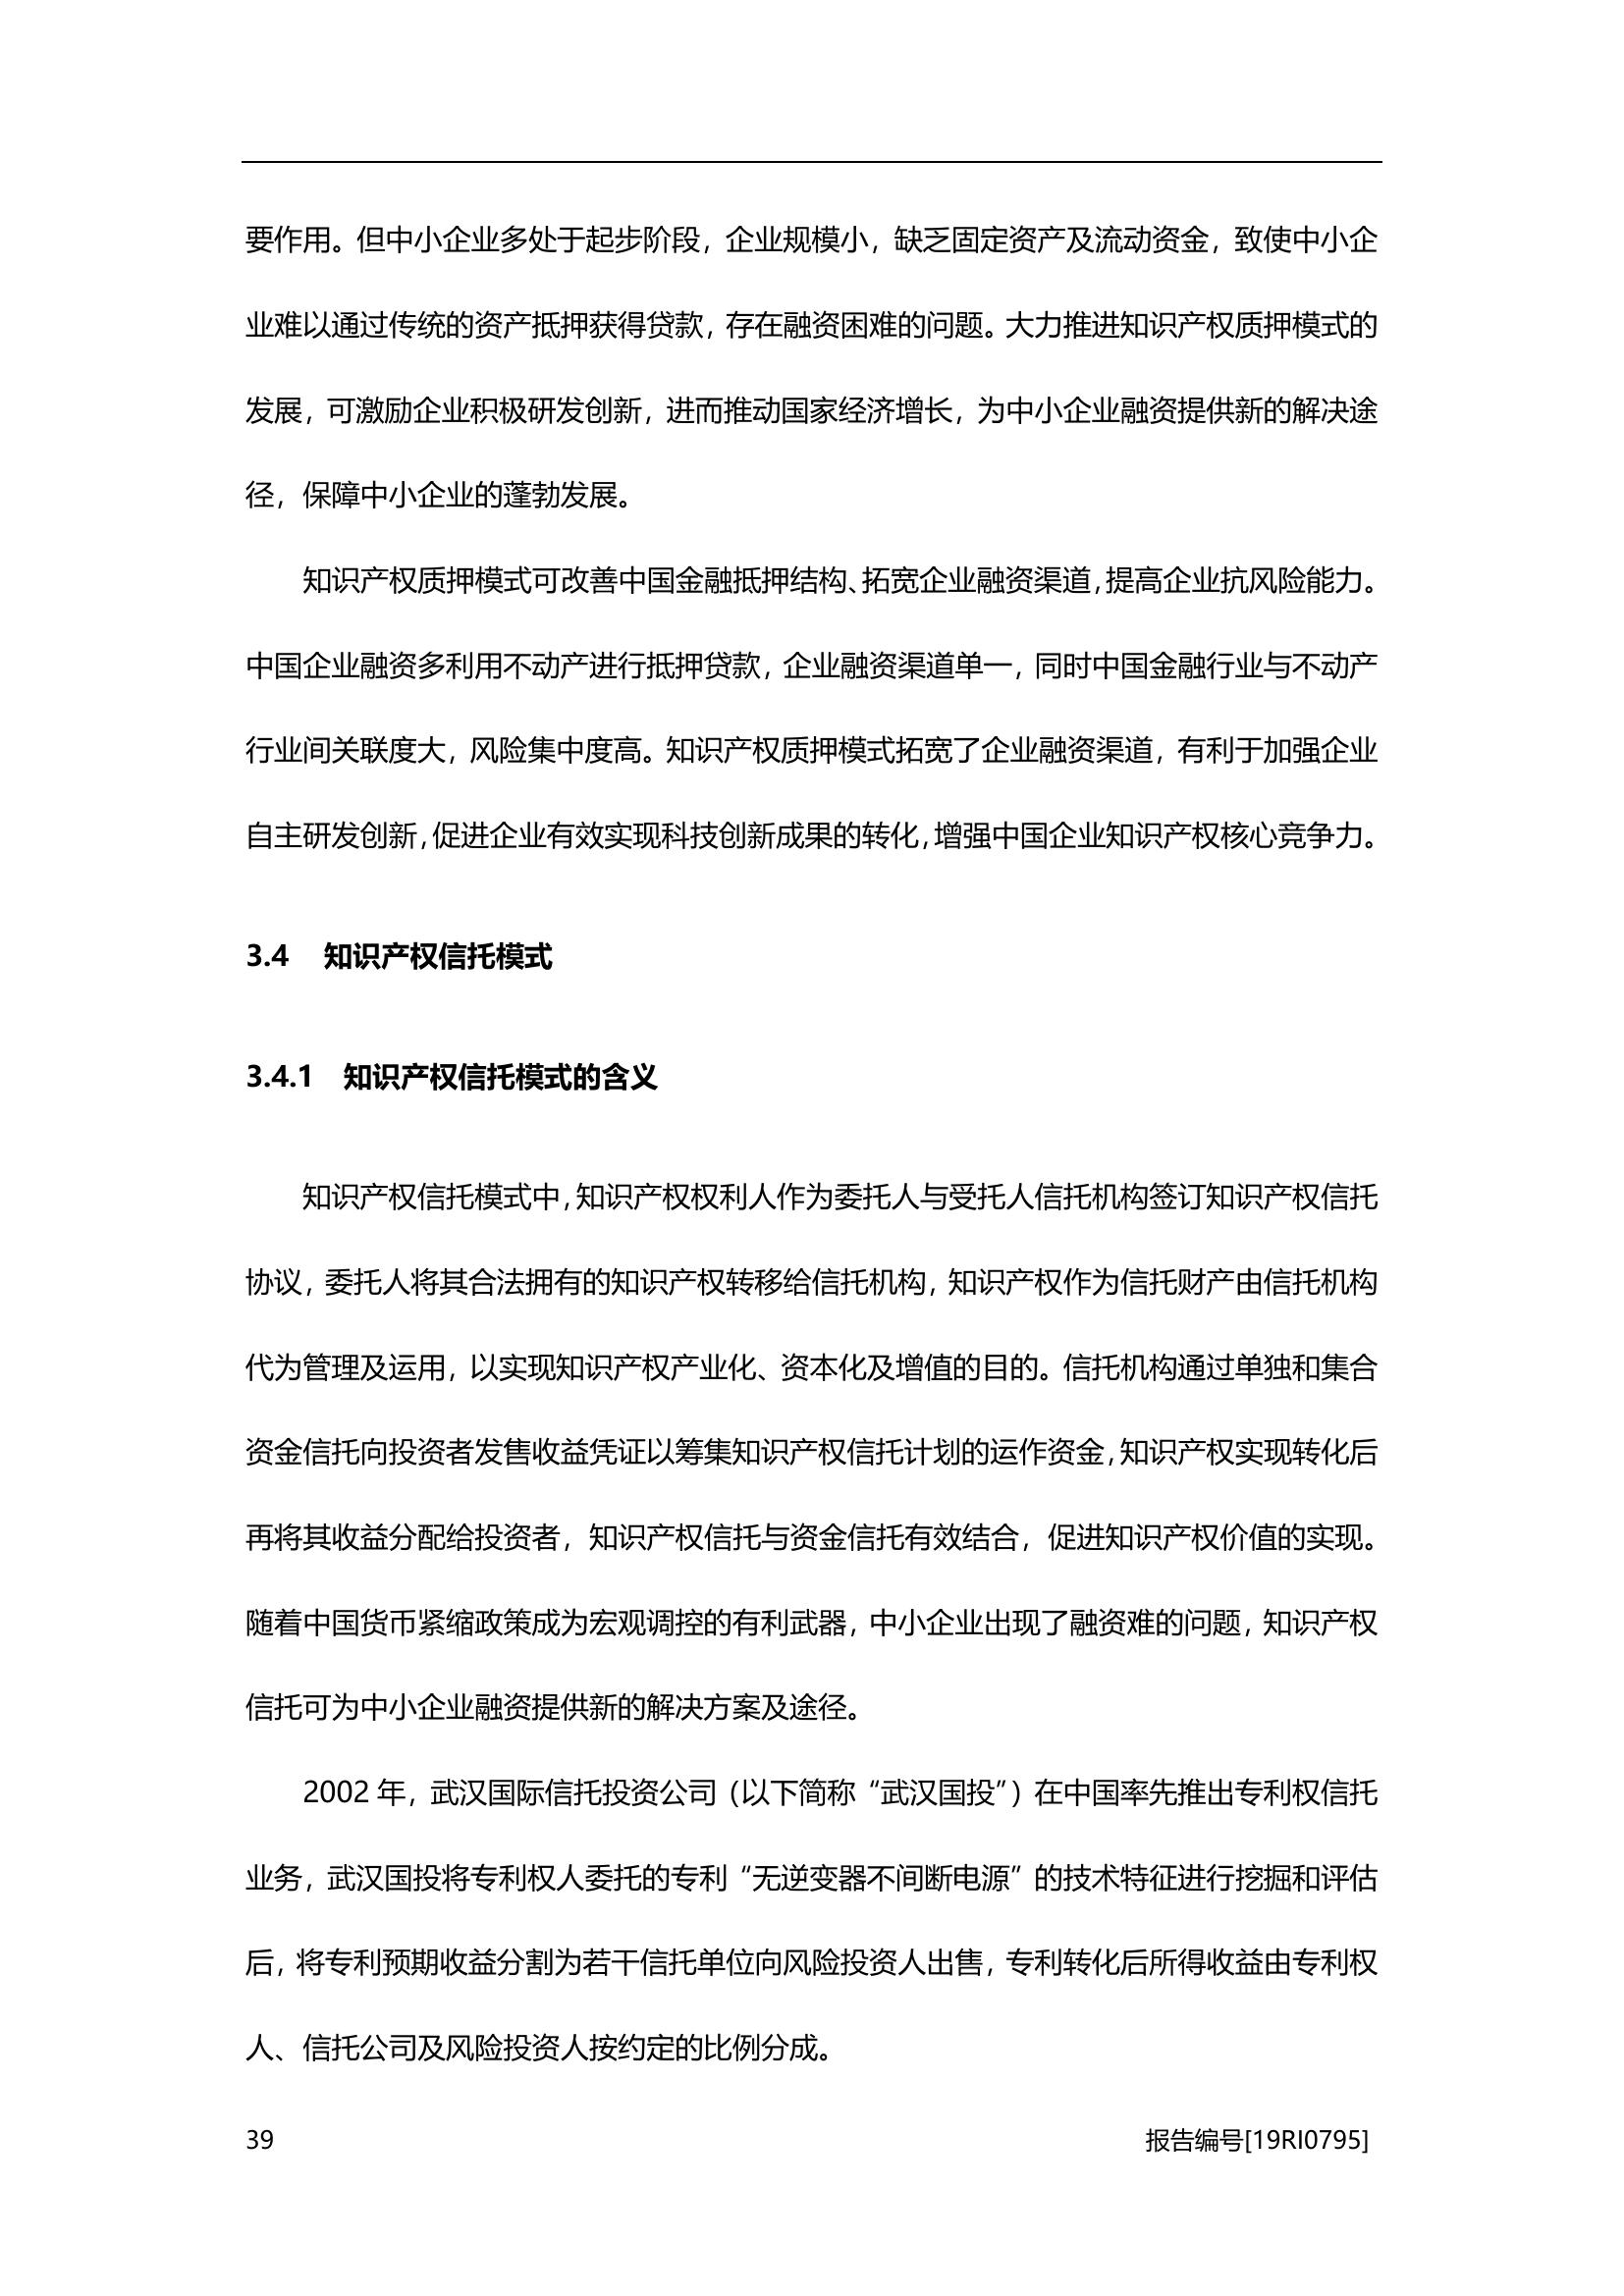 要作用。但中小企业多处于起步阶段，企业规模小，缺乏固定资产及流动资金，致使中小企
业难以通过传统的资产抵押获得贷款，存在融资困难的问题。大力推进知识产权质押模式的
发展，可激励企业积极研发创新，进而推动国家经济增长，为中小企业融资提供新的解决途
径，保障中小企业的蓬勃发展。
知识产权质押模式可改善中国金融抵押结构、拓宽企业融资渠道，提高企业抗风险能力。
中国企业融资多利用不动产进行抵押贷款，企业融资渠道单一，同时中国金融行业与不动产
行业间关联度大，风险集中度高。知识产权质押模式拓宽了企业融资渠道，有利于加强企业
自主研发创新，促进企业有效实现科技创新成果的转化，增强中国企业知识产权核心竞争力。
3.4 知识产权信托模式
3.4.1 知识产权信托模式的含义
知识产权信托模式中，知识产权权利人作为委托人与受托人信托机构签订知识产权信托
协议，委托人将其合法拥有的知识产权转移给信托机构，知识产权作为信托财产由信托机构
代为管理及运用，以实现知识产权产业化、资本化及增值的目的。信托机构通过单独和集合
资金信托向投资者发售收益凭证以筹集知识产权信托计划的运作资金，知识产权实现转化后
再将其收益分配给投资者，知识产权信托与资金信托有效结合，促进知识产权价值的实现。
随着中国货币紧缩政策成为宏观调控的有利武器，中小企业出现了融资难的问题，知识产权
信托可为中小企业融资提供新的解决方案及途径。
2002 年，武汉国际信托投资公司（以下简称“武汉国投”）在中国率先推出专利权信托
业务，武汉国投将专利权人委托的专利“无逆变器不间断电源”的技术特征进行挖掘和评估
后，将专利预期收益分割为若干信托单位向风险投资人出售，专利转化后所得收益由专利权
人、信托公司及风险投资人按约定的比例分成。
39 报告编号[19RI0795]